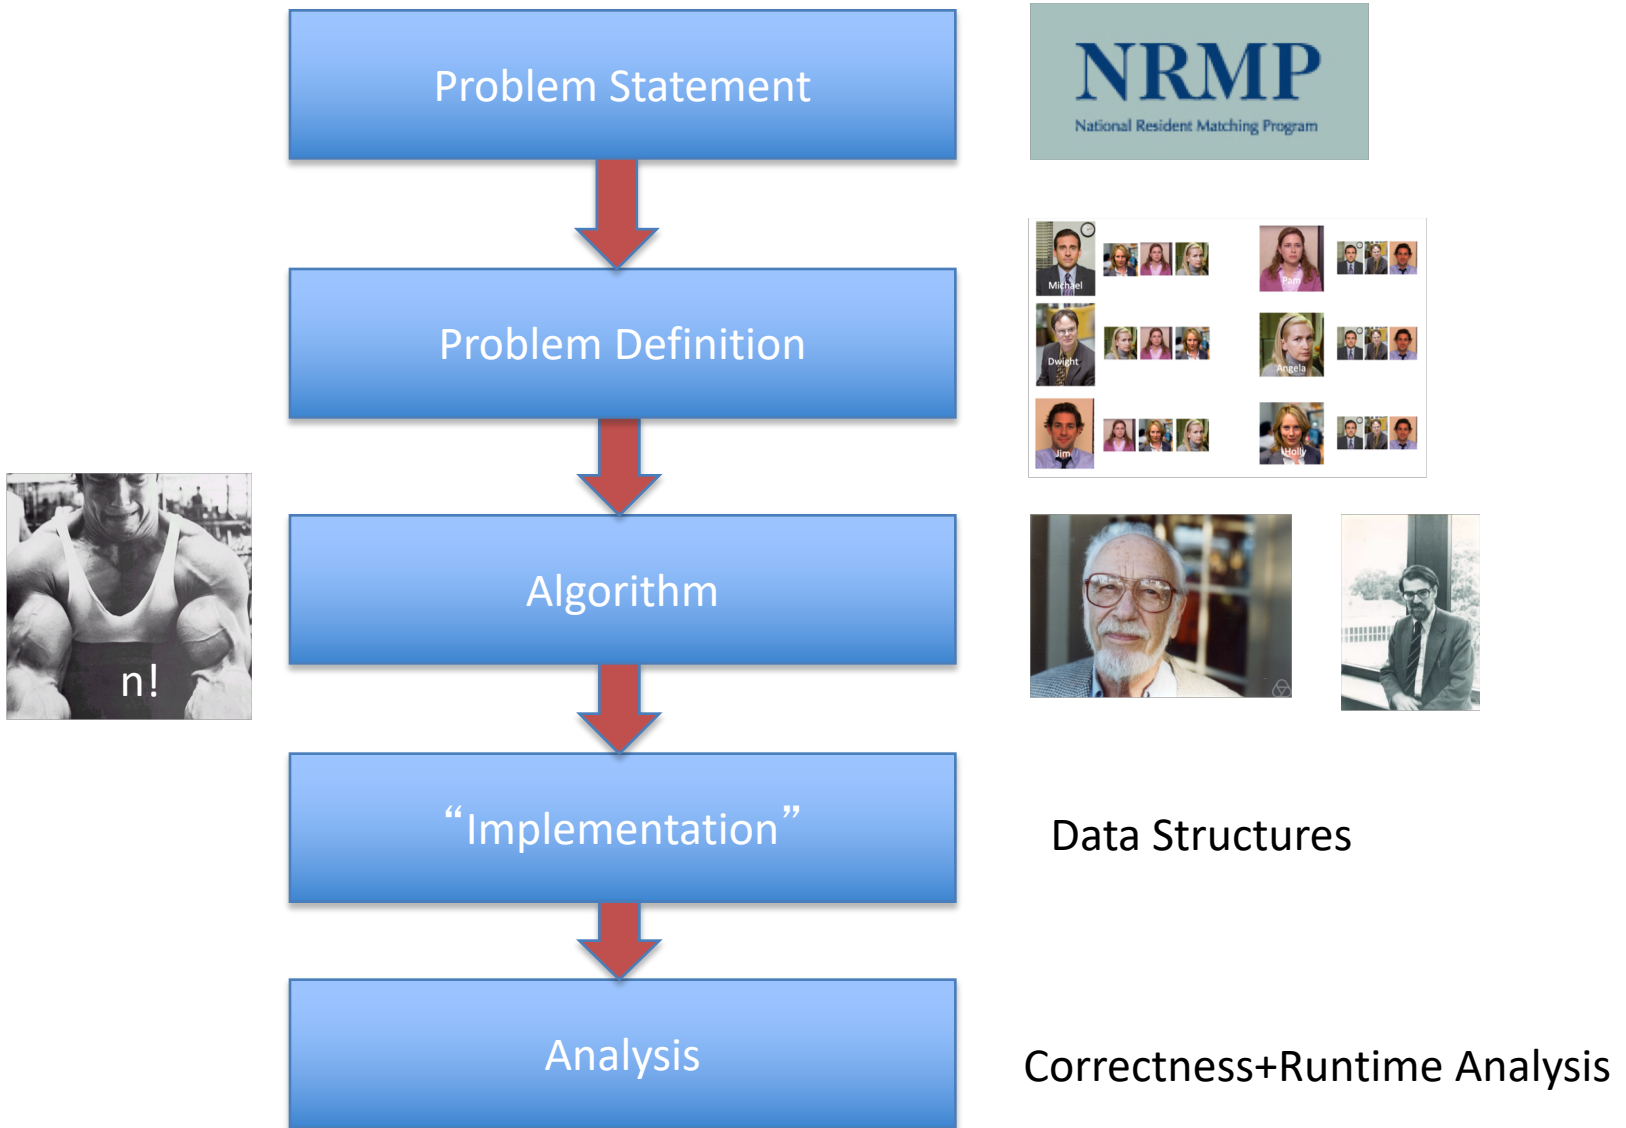 Problem Statement
NRMP
National Resident Matching Program
Problem Definition
Michael
Pam
Dwight
Angela
Jim
Holly
Algorithm
n!
“Implementation”
Data Structures
Analysis
Correctness+Runtime Analysis